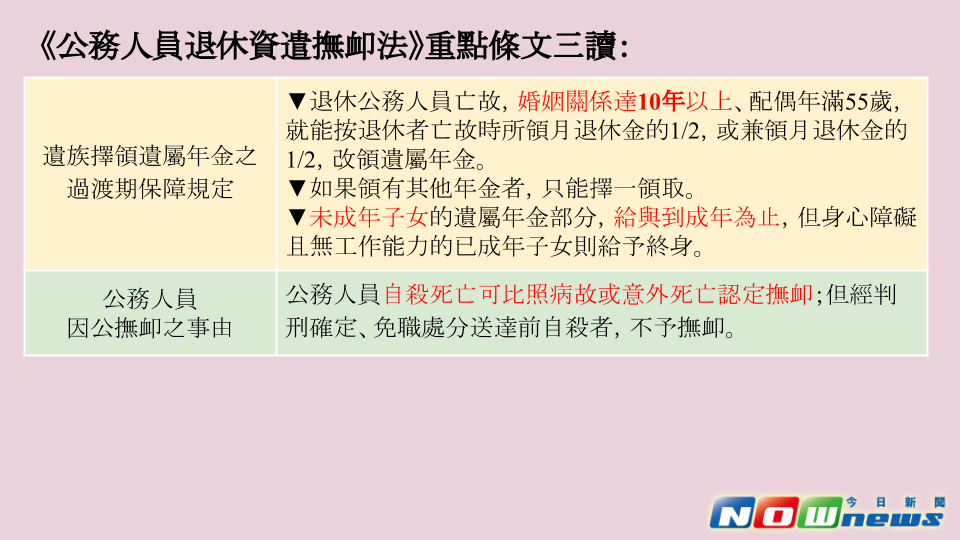 《公務人員退休資遣撫卹法》重點條文三讀：
遺族擇領遺屬年金之
過渡期保障規定
▼退休公務人員亡故，婚姻關係達10年以上、配偶年滿55歲，
就能按退休者亡故時所領月退休金的1/2，或兼領月退休金的
1/2，改領遺屬年金。
▼如果領有其他年金者，只能擇一領取。
▼未成年子女的遺屬年金部分，給與到成年為止，但身心障礙
且無工作能力的已成年子女則給予終身。
公務人員
因公撫卹之事由
公務人員自殺死亡可比照病故或意外死亡認定撫卹；但經判
刑確定、免職處分送達前自殺者，不予撫卹。
今日新聞
NOWnews